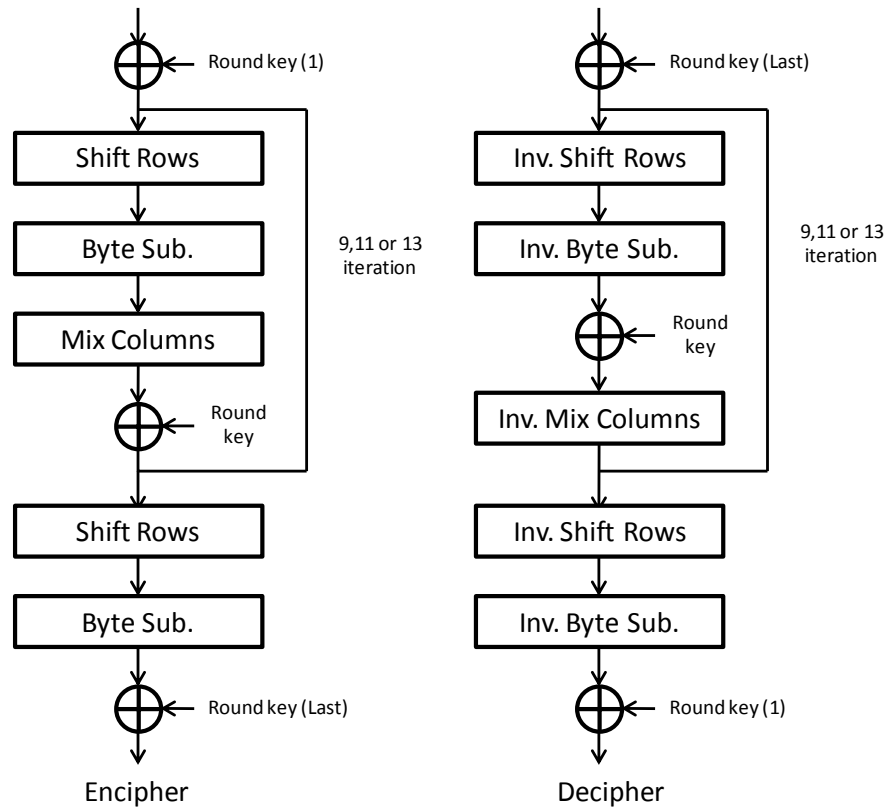 Round key (1)
Shift Rows
Byte Sub.
Mix Columns
9,11 or 13
iteration
Round
key
Shift Rows
Byte Sub.
Round key (Last)
Encipher
Round key (Last)
Inv. Shift Rows
Inv. Byte Sub.
9,11 or 13
iteration
Round
key
Inv. Mix Columns
Inv. Shift Rows
Inv. Byte Sub.
Round key (1)
Decipher